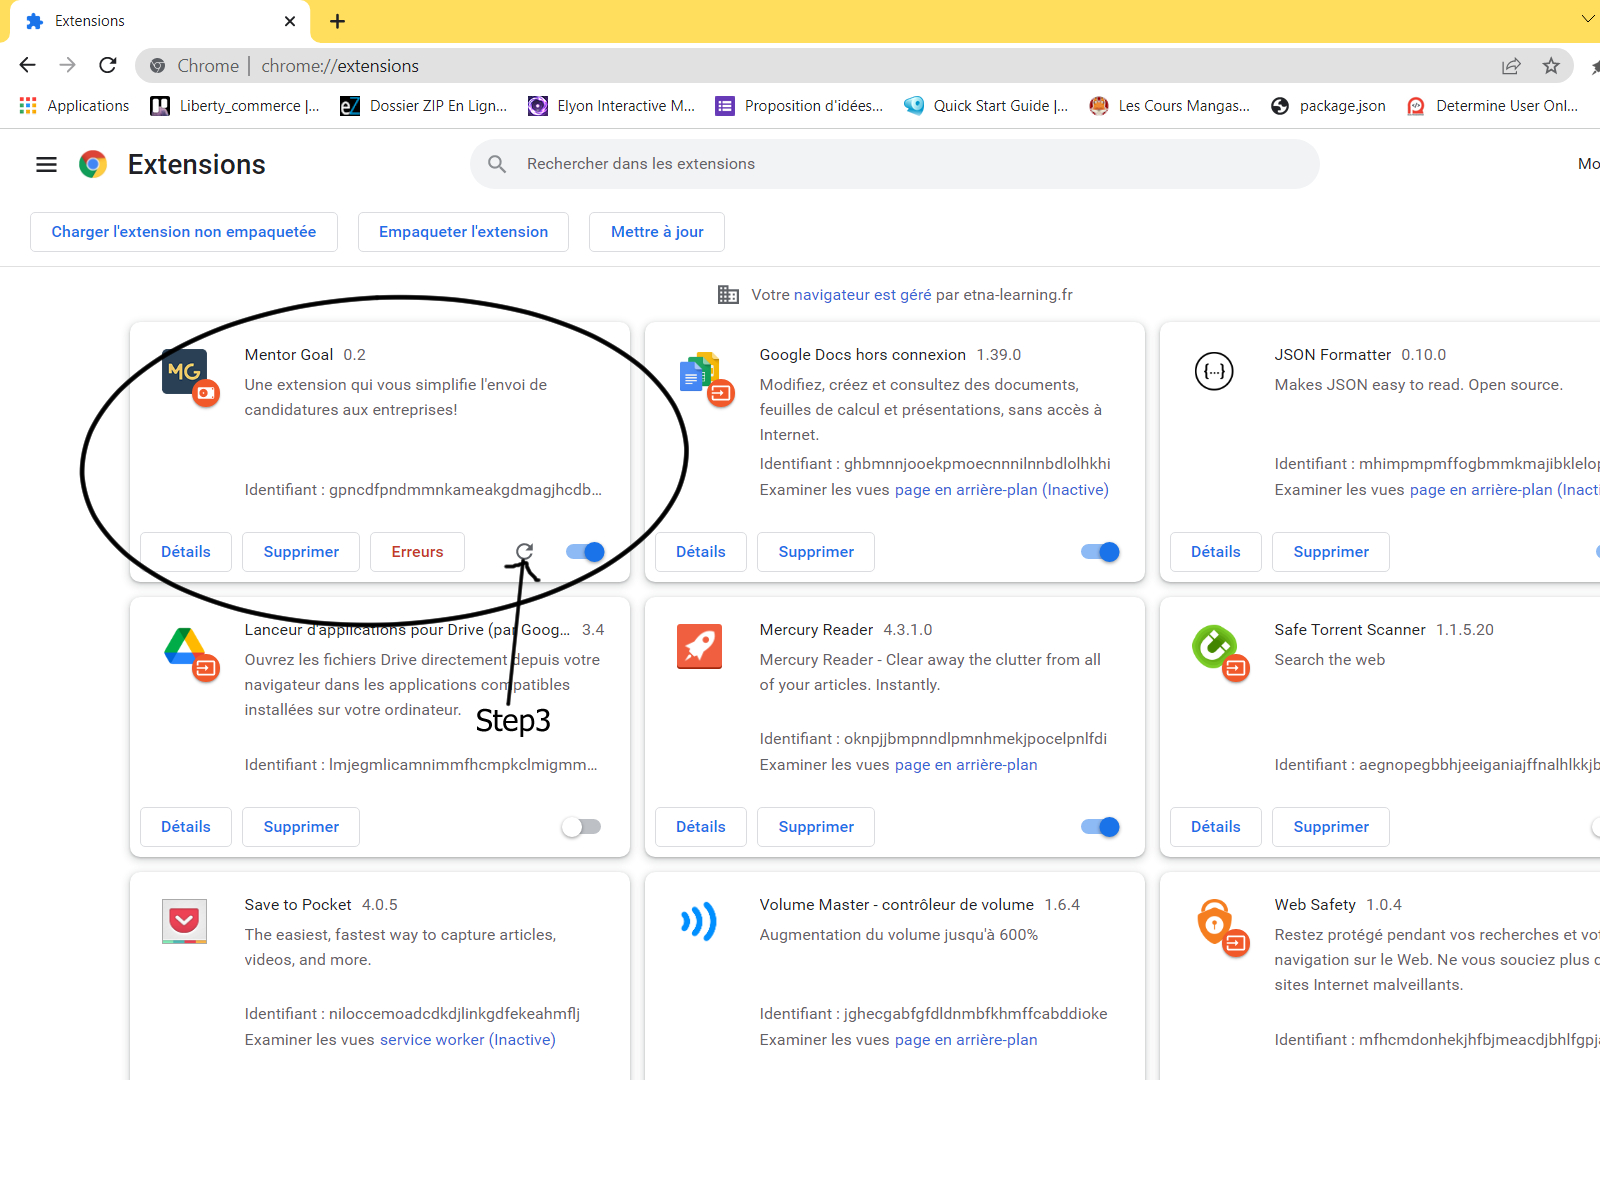 Extensions
Chrome | chrome://extensions
Applications Liberty_commerce |... Dossier ZIP En Lign... Elyon Interactive M... Proposition d'idées... Quick Start Guide |... Les Cours Mangas... package.json Determine User Onl...
Extensions
Rechercher dans les extensions
Mo
Charger l'extension non empaquetée Empaqueter l'extension Mettre à jour
Votre navigateur est géré par etna-learning.fr
MG
Mentor Goal 0.2
Une extension qui vous simplifie l'envoi de
candidatures aux entreprises!
Identifiant : gpncdfpndmmnkameakgdmagjhcdb...
Détails Supprimer Erreurs
Google Docs hors connexion 1.39.0
Modifiez, créez et consultez des documents,
feuilles de calcul et présentations, sans accès à
Internet.
Identifiant : ghbmnnjooekpmoecnnnilnnbdlolhkhi
Examiner les vues page en arrière-plan (Inactive)
Détails Supprimer
{...}
JSON Formatter 0.10.0
Makes JSON easy to read. Open source.
Identifiant : mhimpmpmffogbmmkmajibklelop
Examiner les vues page en arrière-plan (Inacti
Détails Supprimer
Lanceur d'applications pour Drive (par Goog... 3.4
Ouvrez les fichiers Drive directement depuis votre
navigateur dans les applications compatibles
installées sur votre ordinateur.
Step3
Identifiant : lmjegmlicamnimmfhcmpkclmigmm...
Détails Supprimer
Mercury Reader 4.3.1.0
Mercury Reader - Clear away the clutter from all
of your articles. Instantly.
Identifiant : oknpjjbmpnndlpmnhmekjpocelpnlfdi
Examiner les vues page en arrière-plan
Détails Supprimer
Safe Torrent Scanner 1.1.5.20
Search the web
Identifiant : aegnopegbbhjeeiganiajffnalhlkkjb
Détails Supprimer
Save to Pocket 4.0.5
The easiest, fastest way to capture articles,
videos, and more.
Identifiant : niloccemoadcdkdjlinkgdfekeahmflj
Examiner les vues service worker (Inactive)
Volume Master - contrôleur de volume 1.6.4
Augmentation du volume jusqu'à 600%
Identifiant : jghecgabfgfdldnmbfkhmffcabddioke
Examiner les vues page en arrière-plan
Web Safety 1.0.4
Restez protégé pendant vos recherches et vot
navigation sur le Web. Ne vous souciez plus d
sites Internet malveillants.
Identifiant : mfhcmdonhekjhfbjmeacdjbhlfgpja